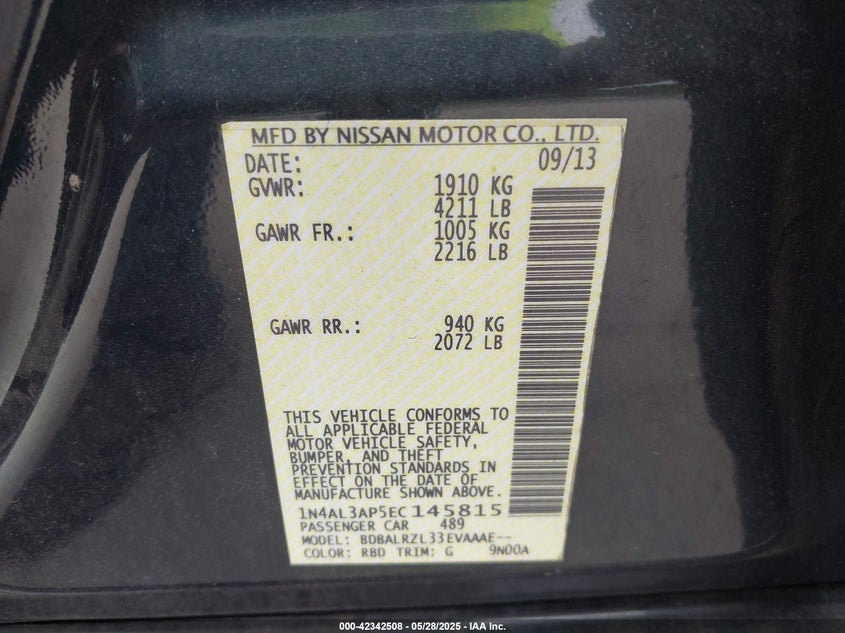 MFD BY NISSAN MOTOR CO., LTD.
DATE: 09/13
GVWR: 1910 KG
4211 LB
GAWR FR.: 1005 KG
2216 LB
GAWR RR.: 940 KG
2072 LB
THIS VEHICLE CONFORMS TO
ALL APPLICABLE FEDERAL
MOTOR VEHICLE SAFETY,
BUMPER, AND THEFT
PREVENTION STANDARDS IN
EFFECT ON THE DATE OF
MANUFACTURE SHOWN ABOVE.
1N4AL3AP5EC145815
PASSENGER CAR 489
MODEL: BDBALRZL33EVAAAE--
COLOR: RBD TRIM: G 9N00A
000-42342508 - 05/28/2025 - IAA Inc.